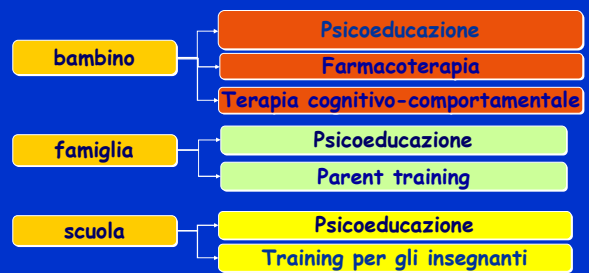 bambino
Psicoeducazione
Farmacoterapia
Terapia cognitivo-comportamentale
famiglia
Psicoeducazione
Parent training
scuola
Psicoeducazione
Training per gli insegnanti